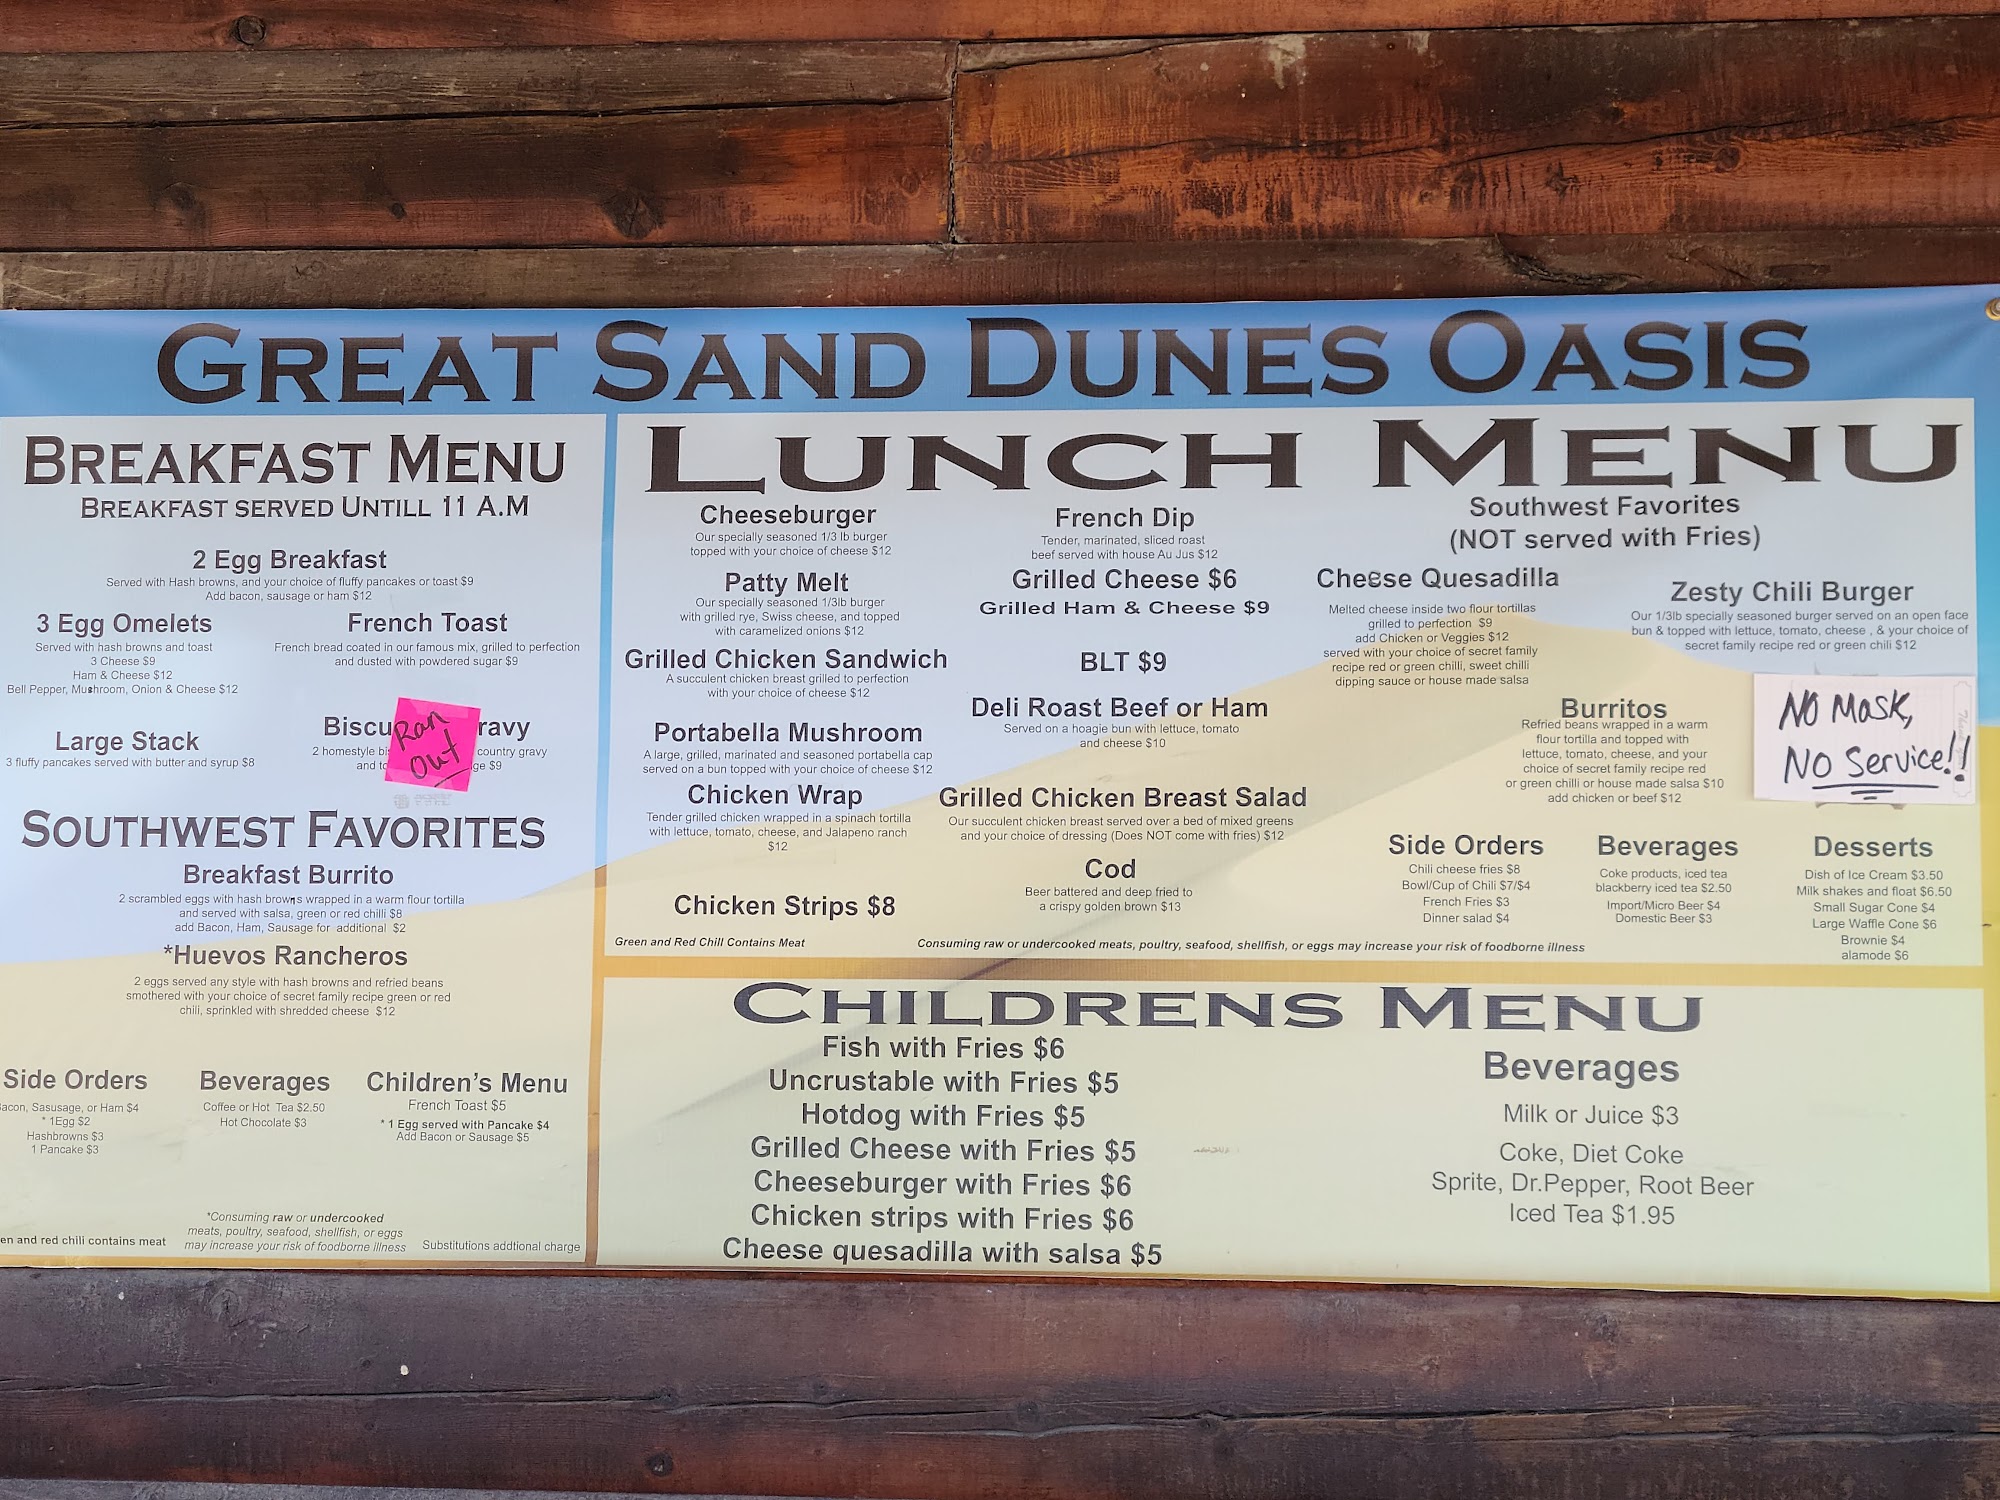 GREAT SAND DUNES OASIS
BREAKFAST MENU
BREAKFAST SERVED UNTILL 11 A.M
2 Egg Breakfast
Served with Hash browns, and your choice of fluffy pancakes or toast $9
Add bacon, sausage or ham $12
3 Egg Omelets
Served with hash browns and toast
3 Cheese $9
Ham & Cheese $12
Bell Pepper, Mushroom, Onion & Cheese $12
French Toast
French bread coated in our famous mix, grilled to perfection
and dusted with powdered sugar $9
Large Stack
3 fluffy pancakes served with butter and syrup $8
Biscu ravy
2 homestyle country gravy
and $9
Ran
Out
SOUTHWEST FAVORITES
Breakfast Burrito
2 scrambled eggs with hash browns wrapped in a warm flour tortilla
and served with salsa, green or red chilli $8
add Bacon, Ham, Sausage for additional $2
*Huevos Rancheros
2 eggs served any style with hash browns and refried beans
smothered with your choice of secret family recipe green or red
chili, sprinkled with shredded cheese $12
Side Orders
acon, Sasusage, or Ham $4
* 1Egg $2
Hashbrowns $3
1 Pancake $3
Beverages
Coffee or Hot Tea $2.50
Hot Chocolate $3
Children's Menu
French Toast $5
* 1 Egg served with Pancake $4
Add Bacon or Sausage $5
en and red chili contains meat
*Consuming raw or undercooked
meats, poultry, seafood, shellfish, or eggs
may increase your risk of foodborne illness
Substitutions addtional charge
LUNCH MENU
Cheeseburger
Our specially seasoned 1/3 lb burger
topped with your choice of cheese $12
Patty Melt
Our specially seasoned 1/3lb burger
with grilled rye, Swiss cheese, and topped
with caramelized onions $12
Grilled Chicken Sandwich
A succulent chicken breast grilled to perfection
with your choice of cheese $12
Portabella Mushroom
A large, grilled, marinated and seasoned portabella cap
served on a bun topped with your choice of cheese $12
Chicken Wrap
Tender grilled chicken wrapped in a spinach tortilla
with lettuce, tomato, cheese, and Jalapeno ranch
$12
Chicken Strips $8
French Dip
Tender, marinated, sliced roast
beef served with house Au Jus $12
Grilled Cheese $6
Grilled Ham & Cheese $9
BLT $9
Deli Roast Beef or Ham
Served on a hoagie bun with lettuce, tomato
and cheese $10
Grilled Chicken Breast Salad
Our succulent chicken breast served over a bed of mixed greens
and your choice of dressing (Does NOT come with fries) $12
Cod
Beer battered and deep fried to
a crispy golden brown $13
Southwest Favorites
(NOT served with Fries)
Cheese Quesadilla
Melted cheese inside two flour tortillas
grilled to perfection $9
add Chicken or Veggies $12
served with your choice of secret family
recipe red or green chilli, sweet chilli
dipping sauce or house made salsa
Zesty Chili Burger
Our 1/3lb specially seasoned burger served on an open face
bun & topped with lettuce, tomato, cheese , & your choice of
secret family recipe red or green chili $12
Burritos
Refried beans wrapped in a warm
flour tortilla and topped with
lettuce, tomato, cheese, and your
choice of secret family recipe red
or green chilli or house made salsa $10
add chicken or beef $12
NO MASK,
NO Service!!
Side Orders
Chili cheese fries $8
Bowl/Cup of Chili $7/$4
French Fries $3
Dinner salad $4
Beverages
Coke products, iced tea
blackberry iced tea $2.50
Import/Micro Beer $4
Domestic Beer $3
Desserts
Dish of Ice Cream $3.50
Milk shakes and float $6.50
Small Sugar Cone $4
Large Waffle Cone $6
Brownie $4
alamode $6
Green and Red Chill Contains Meat
Consuming raw or undercooked meats, poultry, seafood, shellfish, or eggs may increase your risk of foodborne illness
CHILDRENS MENU
Fish with Fries $6
Uncrustable with Fries $5
Hotdog with Fries $5
Grilled Cheese with Fries $5
Cheeseburger with Fries $6
Chicken strips with Fries $6
Cheese quesadilla with salsa $5
Beverages
Milk or Juice $3
Coke, Diet Coke
Sprite, Dr.Pepper, Root Beer
Iced Tea $1.95